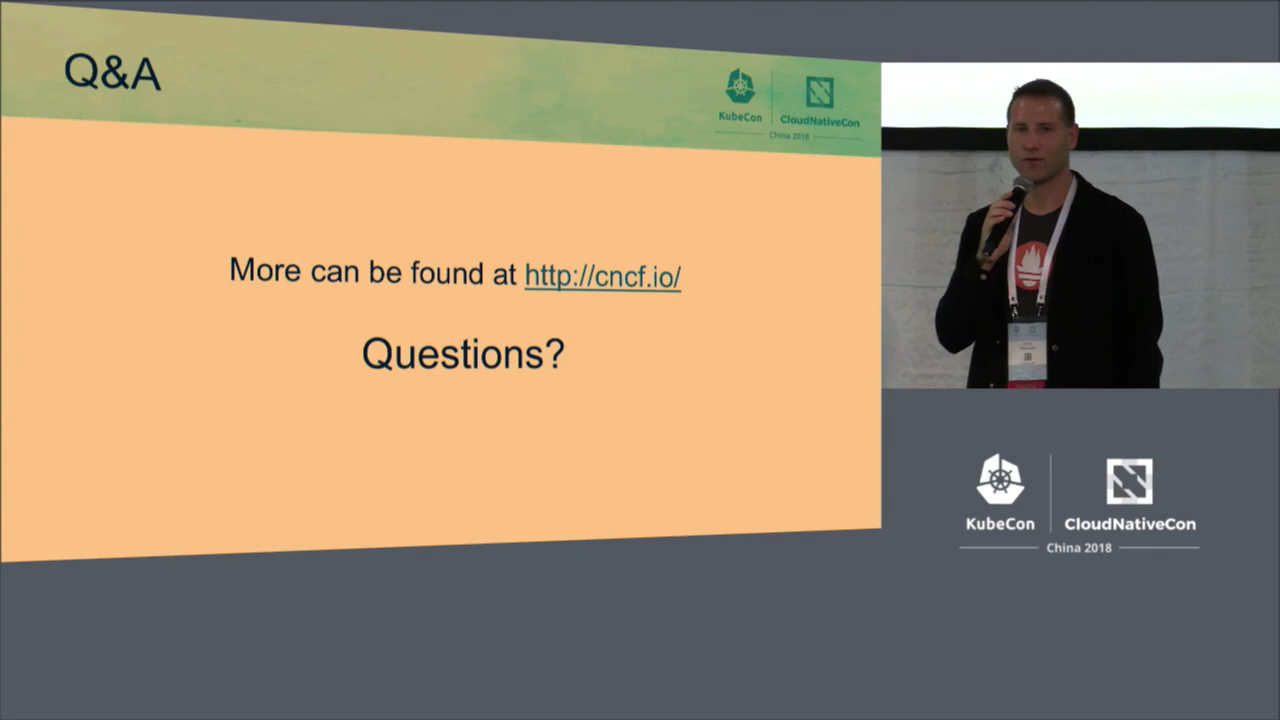 Q&A
KubeCon
CloudNativeCon
China 2018
More can be found at http://cncf.io/
Questions?
KubeCon
CloudNativeCon
China 2018